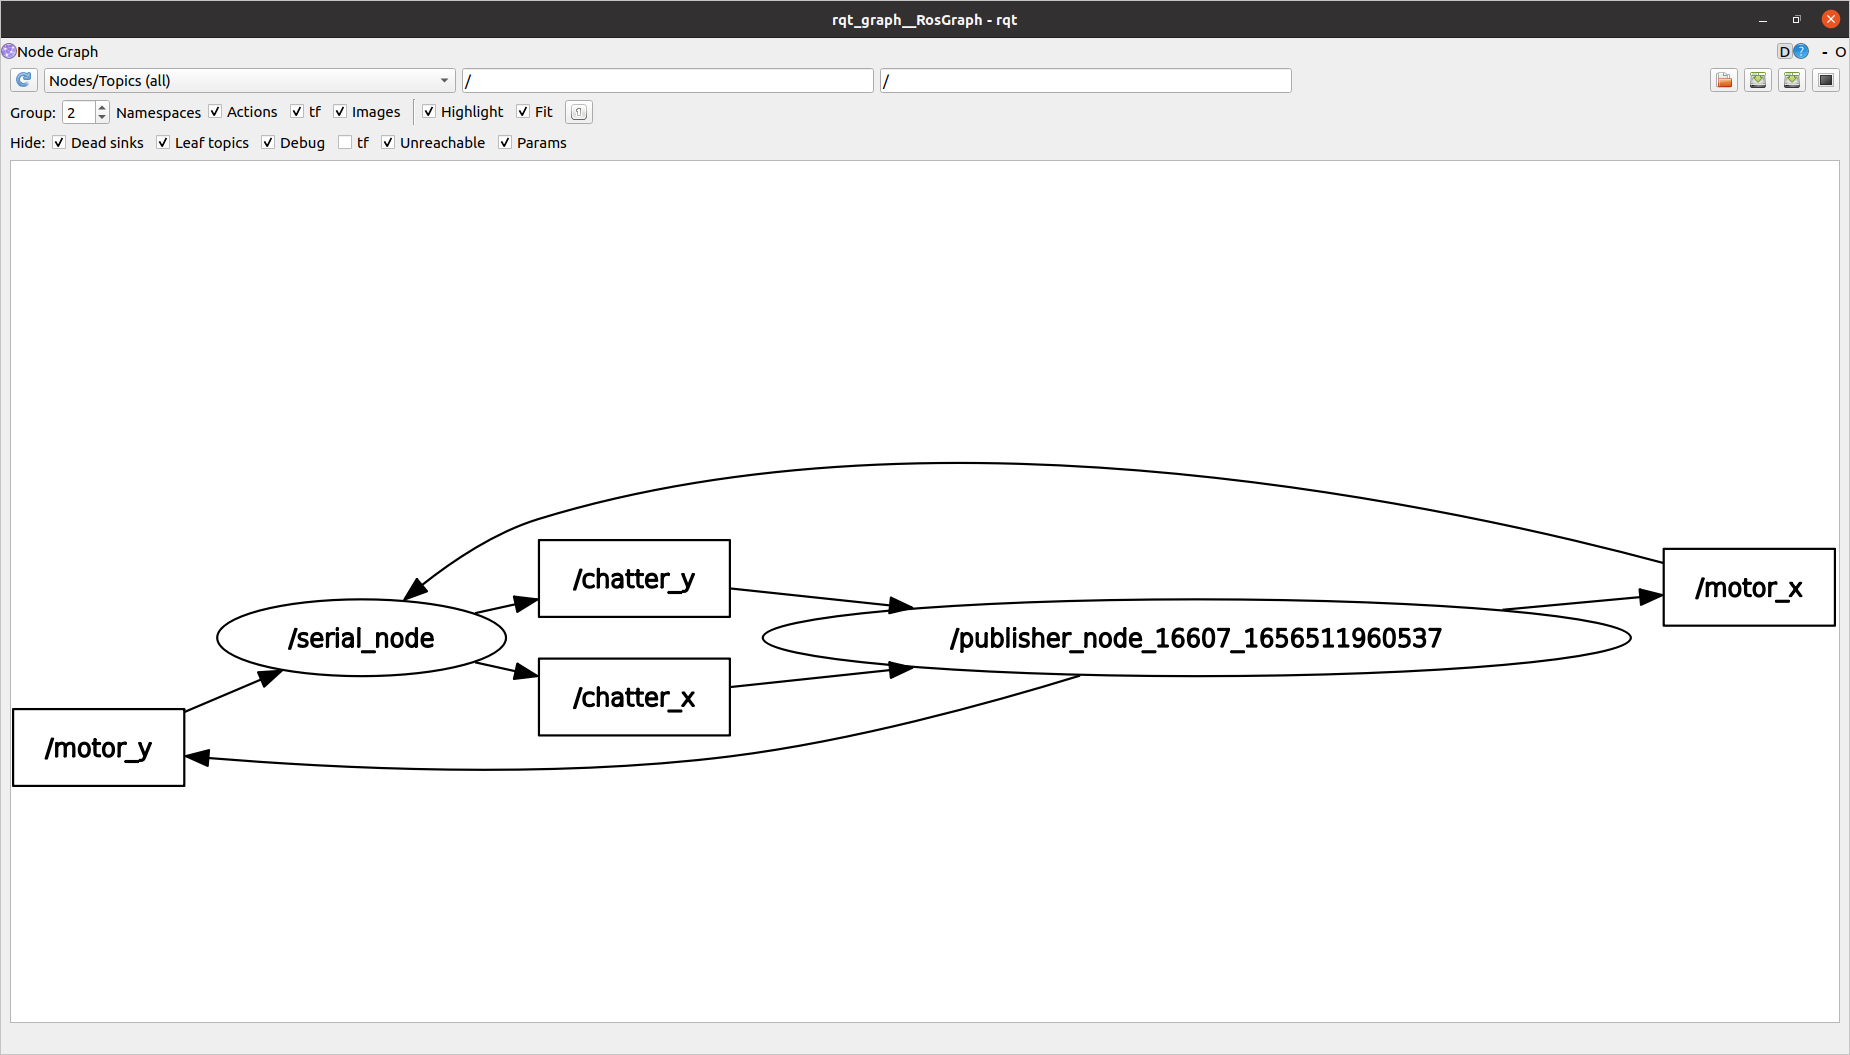 rqt_graph__RosGraph - rqt
Node Graph D ? - O
Nodes/Topics (all) / /
Group: 2 Namespaces Actions tf Images Highlight Fit
Hide: Dead sinks Leaf topics Debug tf Unreachable Params
/chatter_y
/motor_x
/serial_node
/publisher_node_16607_1656511960537
/chatter_x
/motor_y